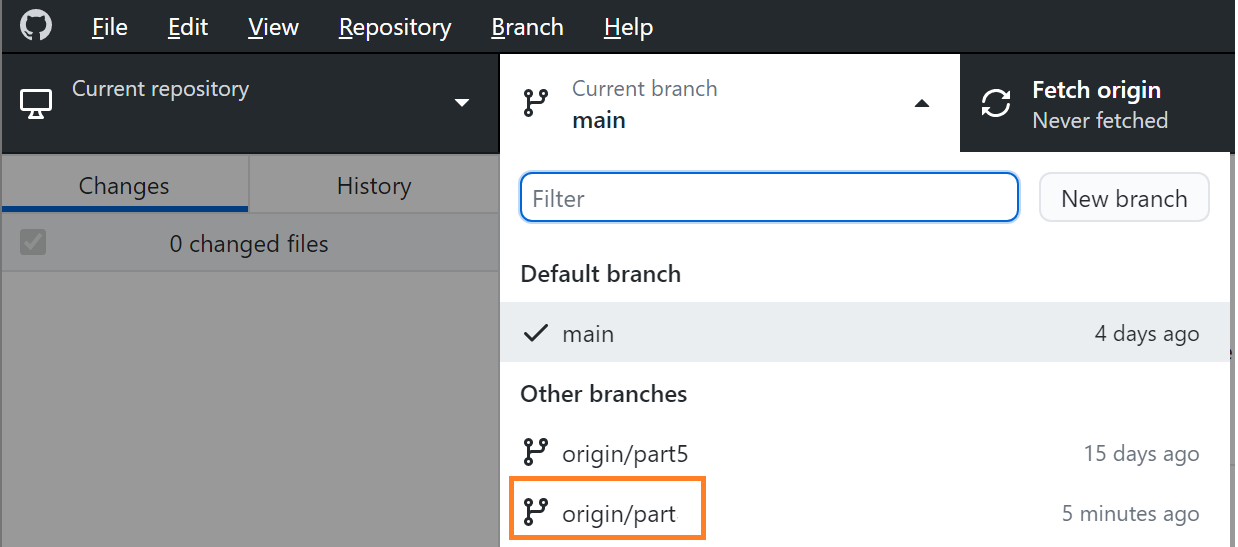 File Edit View Repository Branch Help
Current repository
Current branch
main
Fetch origin
Never fetched
Changes History
0 changed files
Filter
New branch
Default branch
main 4 days ago
Other branches
origin/part5 15 days ago
origin/part 5 minutes ago